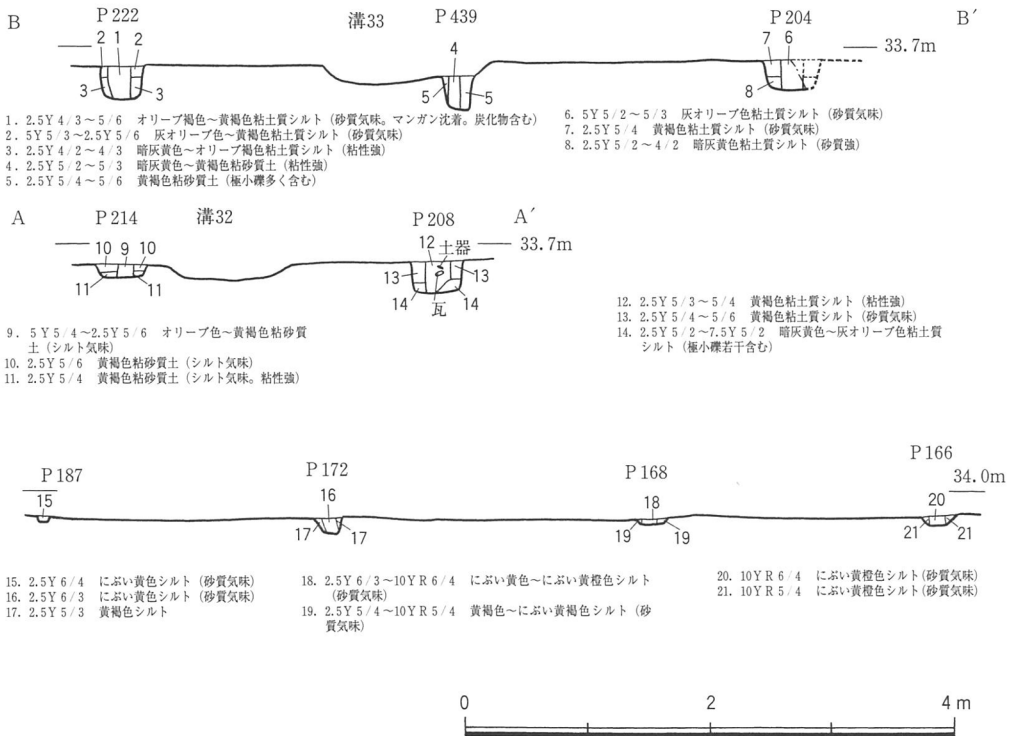 B P222 溝33 P439 P204 B′
2 1 2 4 7 6 33.7m
3 3 5 5 8
1. 2.5Y 4/3～5/6 オリーブ褐色～黄褐色粘土質シルト（砂質気味。マンガン沈着。炭化物含む）
2. 5Y 5/3～2.5Y 5/6 灰オリーブ色～黄褐色粘土質シルト（砂質気味）
3. 2.5Y 4/2～4/3 暗灰黄色～オリーブ褐色粘土質シルト（粘性強）
4. 2.5Y 5/2～5/3 暗灰黄色～黄褐色粘砂質土（粘性強）
5. 2.5Y 5/4～5/6 黄褐色粘砂質土（極小礫多く含む）
6. 5Y 5/2～5/3 灰オリーブ色粘土質シルト（砂質気味）
7. 2.5Y 5/4 黄褐色粘土質シルト（砂質気味）
8. 2.5Y 5/2～4/2 暗灰黄色粘土質シルト（砂質強）
A P214 溝32 P208 A′
10 9 10 12 土器 33.7m
11 11 13 13
14 瓦 14
9. 5Y 5/4～2.5Y 5/6 オリーブ色～黄褐色粘砂質
土（シルト気味）
10. 2.5Y 5/6 黄褐色粘砂質土（シルト気味）
11. 2.5Y 5/4 黄褐色粘砂質土（シルト気味。粘性強）
12. 2.5Y 5/3～5/4 黄褐色粘土質シルト（粘性強）
13. 2.5Y 5/4～5/6 黄褐色粘土質シルト（砂質気味）
14. 2.5Y 5/2～7.5Y 5/2 暗灰黄色～灰オリーブ色粘土質
シルト（極小礫若干含む）
P187 P172 P168 P166
15 16 18 20 34.0m
17 17 19 19 21 21
15. 2.5Y 6/4 にぶい黄色シルト（砂質気味）
16. 2.5Y 6/3 にぶい黄色シルト（砂質気味）
17. 2.5Y 5/3 黄褐色シルト
18. 2.5Y 6/3～10YR 6/4 にぶい黄色～にぶい黄橙色シルト
（砂質気味）
19. 2.5Y 5/4～10YR 5/4 黄褐色～にぶい黄褐色シルト（砂
質気味）
20. 10YR 6/4 にぶい黄橙色シルト（砂質気味）
21. 10YR 5/4 にぶい黄橙色シルト（砂質気味）
0 2 4m